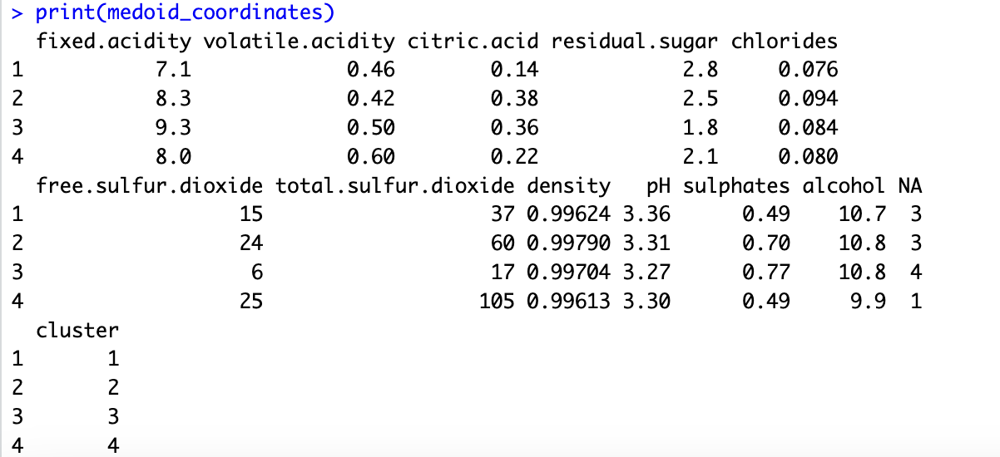 > print(medoid_coordinates)
  fixed.acidity volatile.acidity citric.acid residual.sugar chlorides
1           7.1             0.46        0.14            2.8     0.076
2           8.3             0.42        0.38            2.5     0.094
3           9.3             0.50        0.36            1.8     0.084
4           8.0             0.60        0.22            2.1     0.080
  free.sulfur.dioxide total.sulfur.dioxide density   pH sulphates alcohol NA
1                  15                   37 0.99624 3.36      0.49    10.7  3
2                  24                   60 0.99790 3.31      0.70    10.8  3
3                   6                   17 0.99704 3.27      0.77    10.8  4
4                  25                  105 0.99613 3.30      0.49     9.9  1
  cluster
1       1
2       2
3       3
4       4